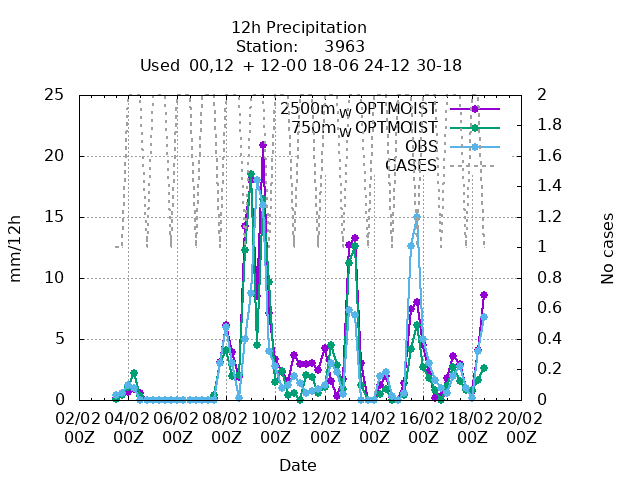 12h Precipitation
Station:     3963
Used  00,12  + 12-00 18-06 24-12 30-18
25
20
15
10
5
0
2
1.8
1.6
1.4
1.2
1
0.8
0.6
0.4
0.2
0
mm/12h
No cases
2500m_W OPTMOIST
750m_W OPTMOIST
OBS
CASES
02/02 04/02 06/02 08/02 10/02 12/02 14/02 16/02 18/02 20/02
00Z 00Z 00Z 00Z 00Z 00Z 00Z 00Z 00Z 00Z
Date